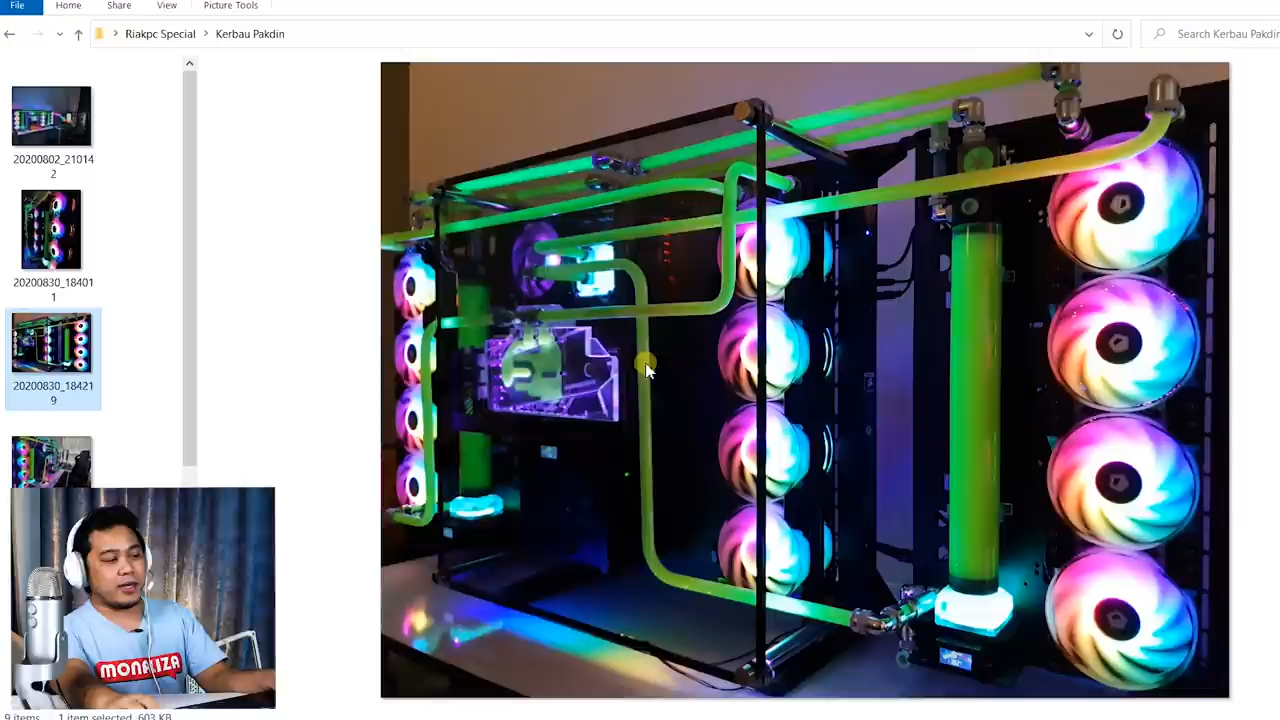 File Home Share View Picture Tools
Riakpc Special Kerbau Pakdin
Search Kerbau Pakdin
20200802_21014
2
20200830_18401
1
20200830_18421
9
MONALIZA
9 items 1 item selected 603 KB